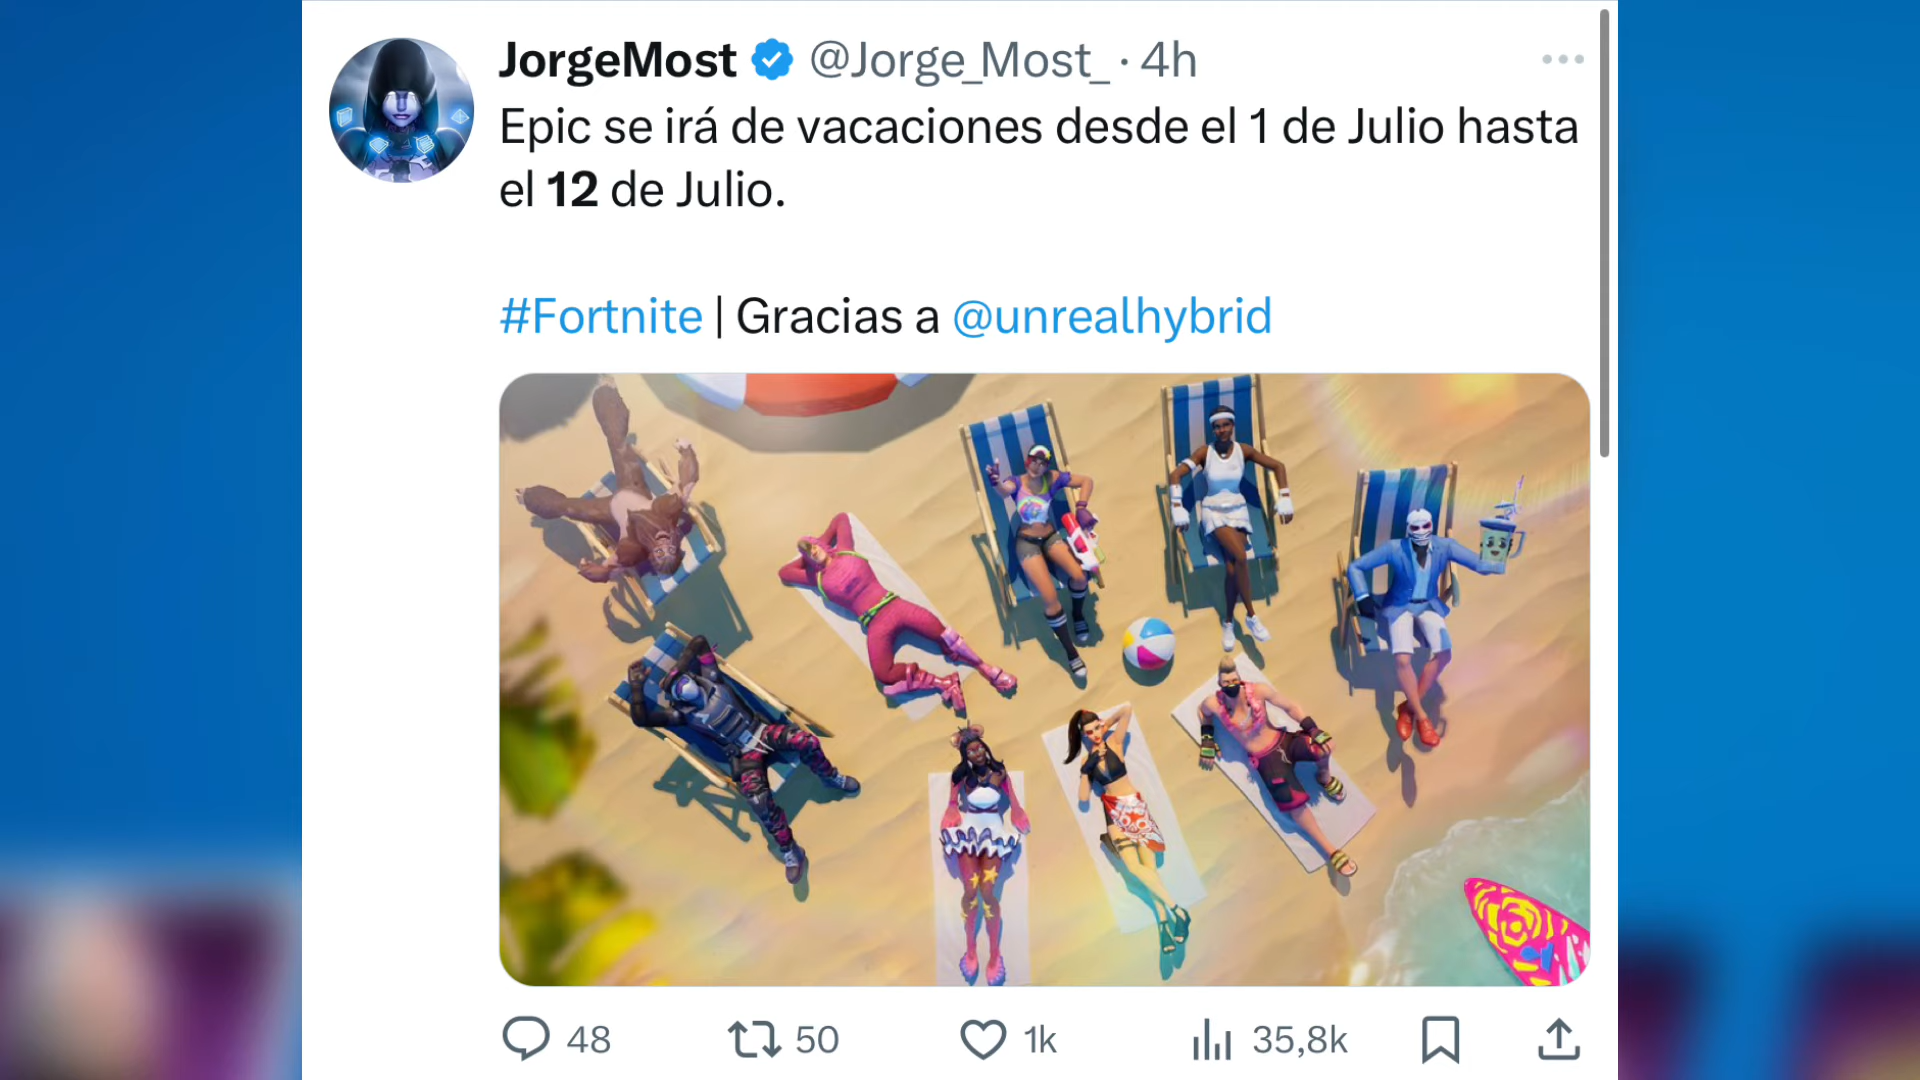 JorgeMost @Jorge_Most_ · 4h
Epic se irá de vacaciones desde el 1 de Julio hasta
el 12 de Julio.
#Fortnite | Gracias a @unrealhybrid
48 50 1k 35,8k